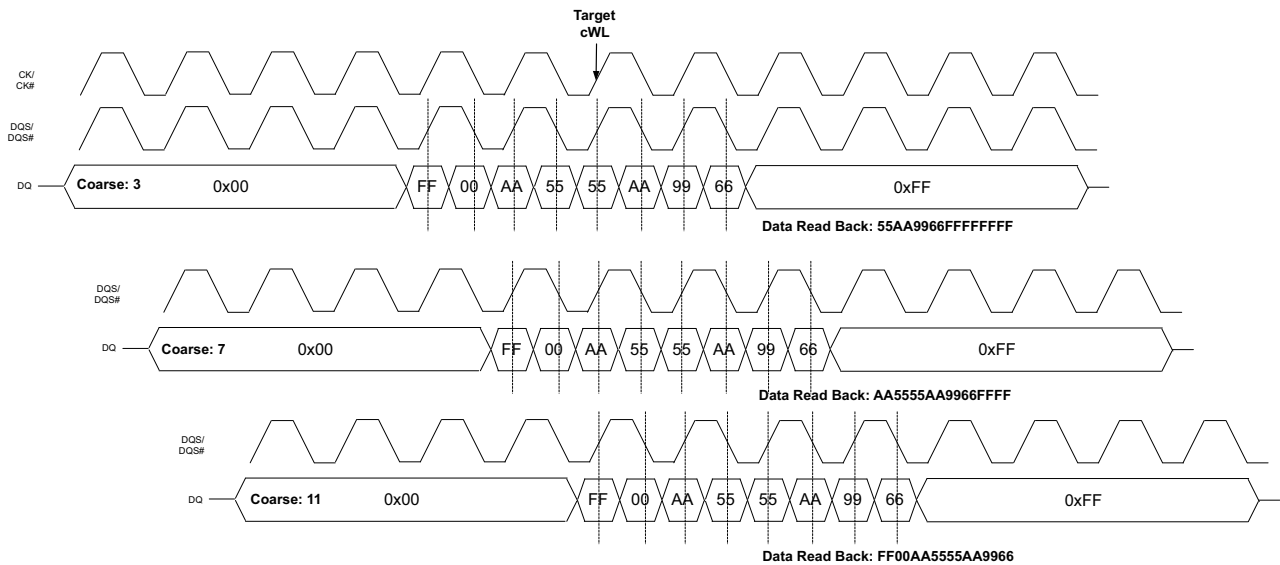 Target
cWL
CK/
CK#
DQS/
DQS#
DQ
Coarse: 3
0x00
FF
00
AA
55
55
AA
99
66
0xFF
Data Read Back: 55AA9966FFFFFFFF
DQS/
DQS#
DQ
Coarse: 7
0x00
FF
00
AA
55
55
AA
99
66
0xFF
Data Read Back: AA5555AA9966FFFF
DQS/
DQS#
DQ
Coarse: 11
0x00
FF
00
AA
55
55
AA
99
66
0xFF
Data Read Back: FF00AA5555AA9966